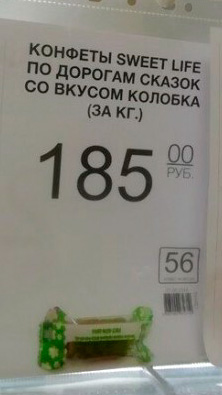 КОНФЕТЫ SWEET LIFE
ПО ДОРОГАМ СКАЗОК
СО ВКУСОМ КОЛОБКА
(ЗА КГ.)
185 00
РУБ.
56